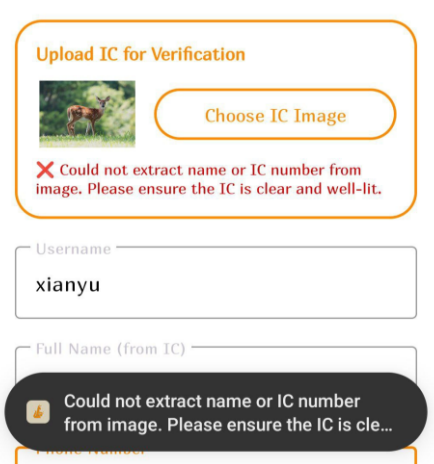 Upload IC for Verification
Choose IC Image
❌ Could not extract name or IC number from
image. Please ensure the IC is clear and well-lit.
Username
xianyu
Full Name (from IC)
Could not extract name or IC number
from image. Please ensure the IC is cle...
Phone Number